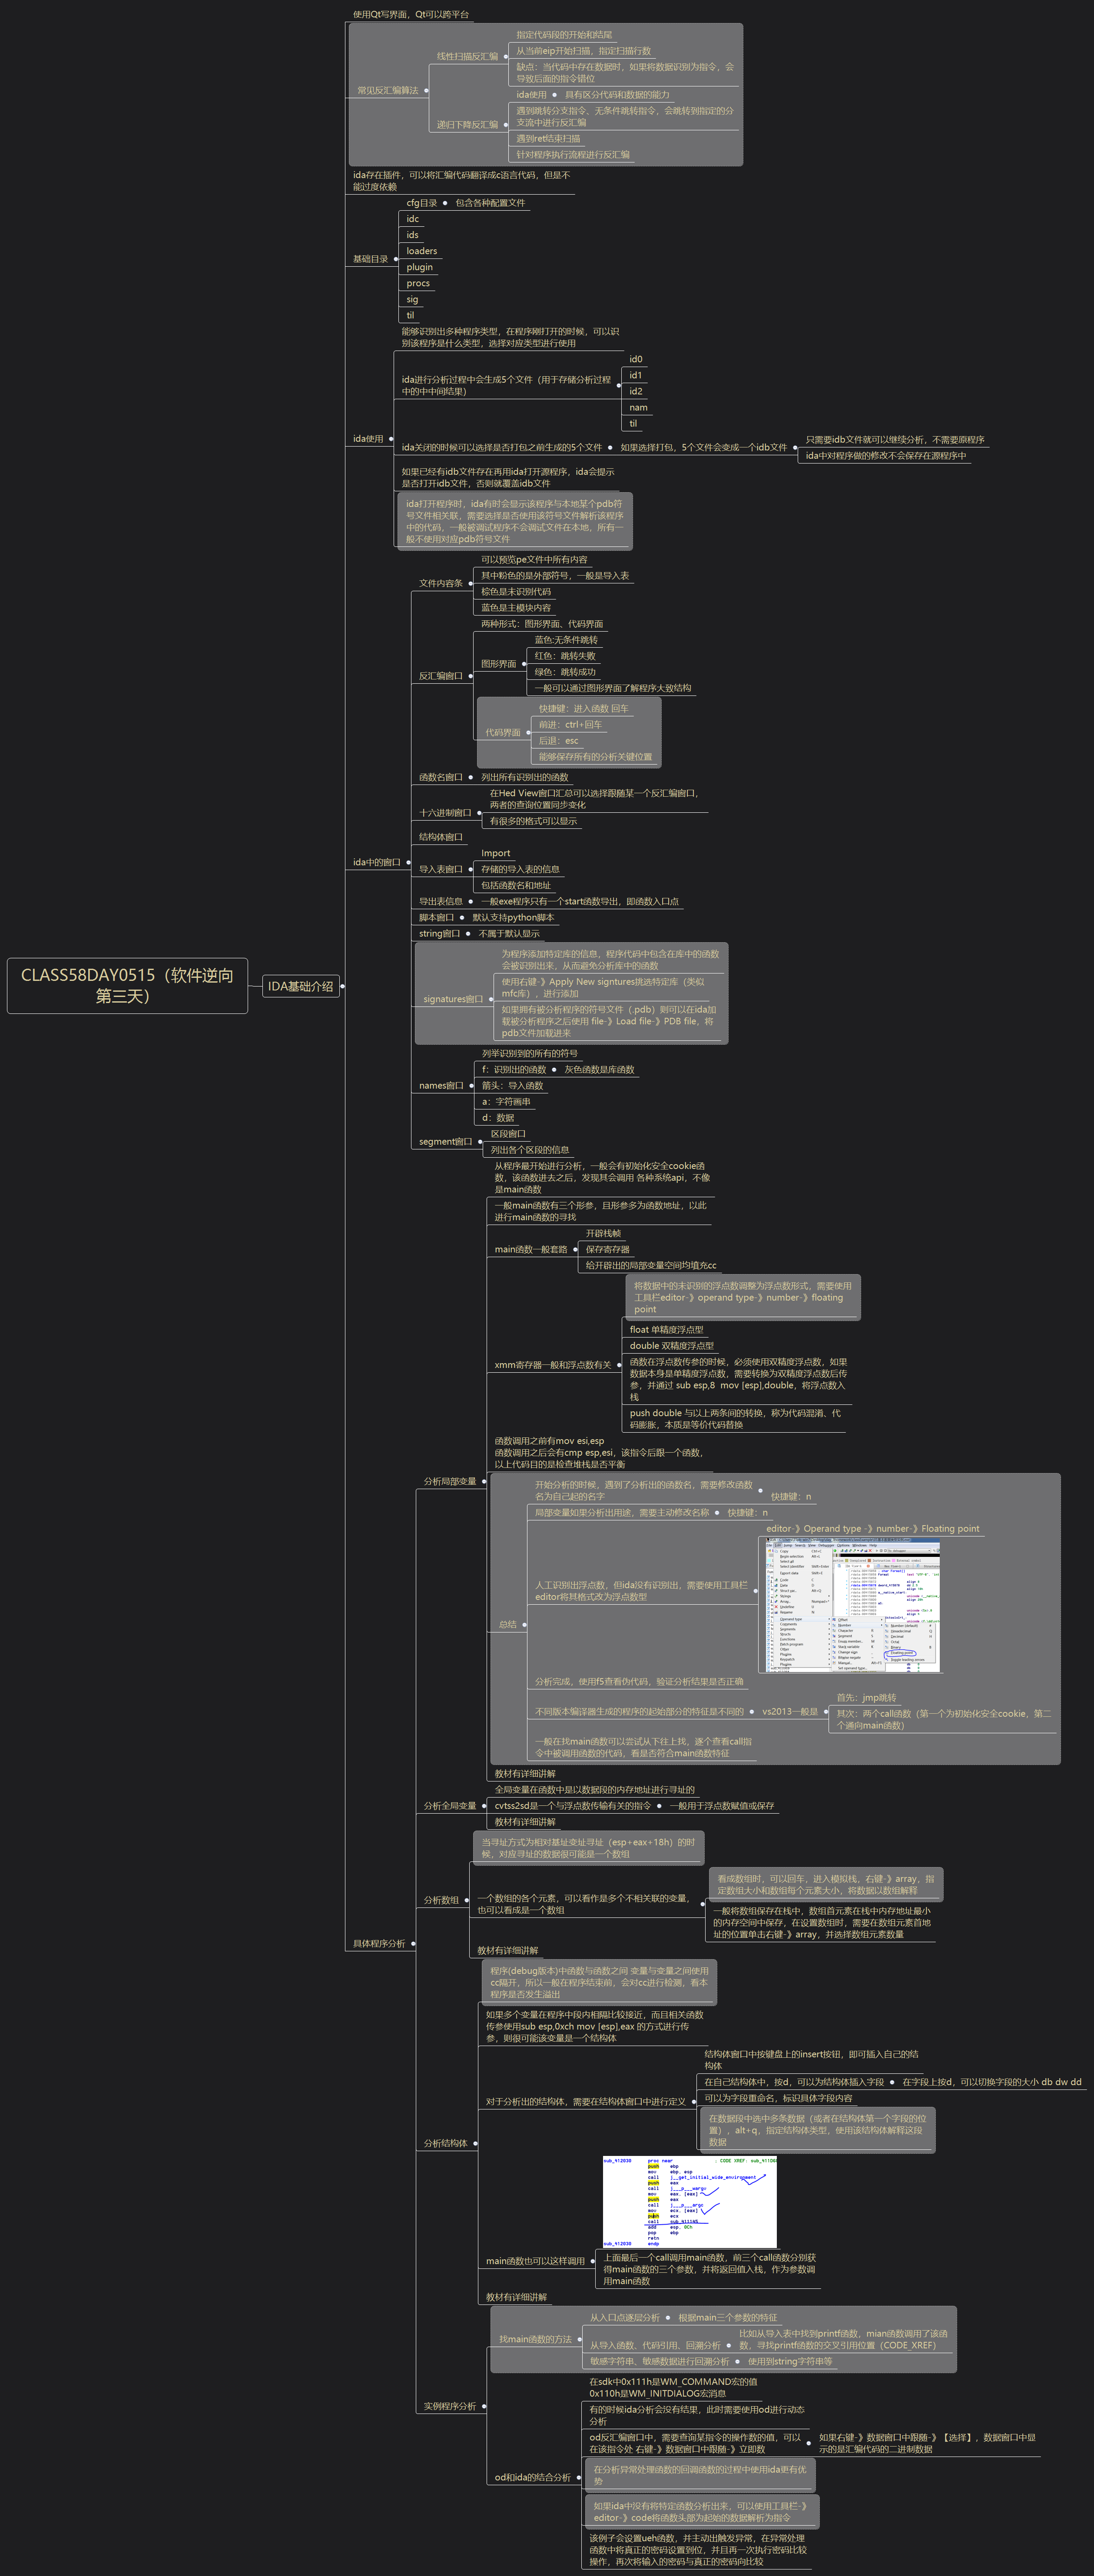 CLASS58DAY0515（软件逆向
第三天）
IDA基础介绍
使用Qt写界面，Qt可以跨平台
常见反汇编算法
线性扫描反汇编
指定代码段的开始和结尾
从当前eip开始扫描，指定扫描行数
缺点：当代码中存在数据时，如果将数据识别为指令，会
导致后面的指令错位
递归下降反汇编
ida使用
具有区分代码和数据的能力
遇到跳转分支指令、无条件跳转指令，会跳转到指定的分
支流中进行反汇编
遇到ret结束扫描
针对程序执行流程进行反汇编
ida存在插件，可以将汇编代码翻译成c语言代码，但是不
能过度依赖
基础目录
cfg目录
包含各种配置文件
idc
ids
loaders
plugin
procs
sig
til
ida使用
能够识别出多种程序类型，在程序刚打开的时候，可以识
别该程序是什么类型，选择对应类型进行使用
ida进行分析过程中会生成5个文件（用于存储分析过程
中的中中间结果）
id0
id1
id2
nam
til
ida关闭的时候可以选择是否打包之前生成的5个文件
如果选择打包，5个文件会变成一个idb文件
只需要idb文件就可以继续分析，不需要原程序
ida中对程序做的修改不会保存在源程序中
如果已经有idb文件存在再用ida打开源程序，ida会提示
是否打开idb文件，否则就覆盖idb文件
ida打开程序时，ida有时会显示该程序与本地某个pdb符
号文件相关联，需要选择是否使用该符号文件解析该程序
中的代码，一般被调试程序不会调试文件在本地，所有一
般不使用对应pdb符号文件
ida中的窗口
文件内容条
可以预览pe文件中所有内容
其中粉色的是外部符号，一般是导入表
棕色是未识别代码
蓝色是主模块内容
反汇编窗口
两种形式：图形界面、代码界面
图形界面
蓝色:无条件跳转
红色：跳转失败
绿色：跳转成功
一般可以通过图形界面了解程序大致结构
代码界面
快捷键：进入函数 回车
前进：ctrl+回车
后退：esc
能够保存所有的分析关键位置
函数名窗口
列出所有识别出的函数
十六进制窗口
在Hed View窗口汇总可以选择跟随某一个反汇编窗口，
两者的查询位置同步变化
有很多的格式可以显示
结构体窗口
导入表窗口
Import
存储的导入表的信息
包括函数名和地址
导出表信息
一般exe程序只有一个start函数导出，即函数入口点
脚本窗口
默认支持python脚本
string窗口
不属于默认显示
signatures窗口
为程序添加特定库的信息，程序代码中包含在库中的函数
会被识别出来，从而避免分析库中的函数
使用右键-》Apply New signtures挑选特定库（类似
mfc库），进行添加
如果拥有被分析程序的符号文件（.pdb）则可以在ida加
载被分析程序之后使用 file-》Load file-》PDB file，将
pdb文件加载进来
names窗口
列举识别到的所有的符号
f：识别出的函数
灰色函数是库函数
箭头：导入函数
a：字符画串
d：数据
segment窗口
区段窗口
列出各个区段的信息
具体程序分析
分析局部变量
从程序最开始进行分析，一般会有初始化安全cookie函
数，该函数进去之后，发现其会调用 各种系统api，不像
是main函数
一般main函数有三个形参，且形参多为函数地址，以此
进行main函数的寻找
main函数一般套路
开辟栈帧
保存寄存器
给开辟出的局部变量空间均填充cc
xmm寄存器一般和浮点数有关
将数据中的未识别的浮点数调整为浮点数形式，需要使用
工具栏editor-》operand type-》number-》floating
point
float 单精度浮点型
double 双精度浮点型
函数在浮点数传参的时候，必须使用双精度浮点数，如果
数据本身是单精度浮点数，需要转换为双精度浮点数后传
参，并通过 sub esp,8  mov [esp],double，将浮点数入
栈
push double 与以上两条间的转换，称为代码混淆、代
码膨胀，本质是等价代码替换
函数调用之前有mov esi,esp
函数调用之后会有cmp esp,esi，该指令后跟一个函数，
以上代码目的是检查堆栈是否平衡
总结
开始分析的时候，遇到了分析出的函数名，需要修改函数
名为自己起的名字
快捷键：n
局部变量如果分析出用途，需要主动修改名称
快捷键：n
人工识别出浮点数，但ida没有识别出，需要使用工具栏
editor将其格式改为浮点数型
editor-》Operand type -》number-》Floating point
分析完成，使用f5查看伪代码，验证分析结果是否正确
不同版本编译器生成的程序的起始部分的特征是不同的
vs2013一般是
首先：jmp跳转
其次：两个call函数（第一个为初始化安全cookie，第二
个通向main函数）
一般在找main函数可以尝试从下往上找，逐个查看call指
令中被调用函数的代码，看是否符合main函数特征
教材有详细讲解
分析全局变量
全局变量在函数中是以数据段的内存地址进行寻址的
cvtss2sd是一个与浮点数传输有关的指令
一般用于浮点数赋值或保存
教材有详细讲解
分析数组
当寻址方式为相对基址变址寻址（esp+eax+18h）的时
候，对应寻址的数据很可能是一个数组
一个数组的各个元素，可以看作是多个不相关联的变量，
也可以看成是一个数组
看成数组时，可以回车，进入模拟栈，右键-》array，指
定数组大小和数组每个元素大小，将数据以数组解释
一般将数组保存在栈中，数组首元素在栈中内存地址最小
的内存空间中保存，在设置数组时，需要在数组元素首地
址的位置单击右键-》array，并选择数组元素数量
教材有详细讲解
分析结构体
程序(debug版本)中函数与函数之间 变量与变量之间使用
cc隔开，所以一般在程序结束前，会对cc进行检测，看本
程序是否发生溢出
如果多个变量在程序中段内相隔比较接近，而且相关函数
传参使用sub esp,0xch mov [esp],eax 的方式进行传
参，则很可能该变量是一个结构体
对于分析出的结构体，需要在结构体窗口中进行定义
结构体窗口中按键盘上的insert按钮，即可插入自己的结
构体
在自己结构体中，按d，可以为结构体插入字段
在字段上按d，可以切换字段的大小 db dw dd
可以为字段重命名，标识具体字段内容
在数据段中选中多条数据（或者在结构体第一个字段的位
置），alt+q，指定结构体类型，使用该结构体解释这段
数据
sub_412030 proc near ; CODE XREF: sub_4110
push ebp
mov ebp, esp
call j__get_initial_wide_environment
push eax
call j___p___wargv
mov eax, [eax]
push eax
call j___p___argc
mov ecx, [eax]
push ecx
call
add esp, 0Ch
pop ebp
retn
sub_412030 endp
main函数也可以这样调用
上面最后一个call调用main函数，前三个call函数分别获
得main函数的三个参数，并将返回值入栈，作为参数调
用main函数
教材有详细讲解
实例程序分析
找main函数的方法
从入口点逐层分析
根据main三个参数的特征
从导入函数、代码引用、回溯分析
比如从导入表中找到printf函数，mian函数调用了该函
数，寻找printf函数的交叉引用位置（CODE_XREF）
敏感字符串、敏感数据进行回溯分析
使用到string字符串等
od和ida的结合分析
在sdk中0x111h是WM_COMMAND宏的值
0x110h是WM_INITDIALOG宏消息
有的时候ida分析会没有结果，此时需要使用od进行动态
分析
od反汇编窗口中，需要查询某指令的操作数的值，可以
在该指令处 右键-》数据窗口中跟随-》立即数
如果右键-》数据窗口中跟随-》【选择】，数据窗口中显
示的是汇编代码的二进制数据
在分析异常处理函数的回调函数的过程中使用ida更有优
势
如果ida中没有将特定函数分析出来，可以使用工具栏-》
editor-》code将函数头部为起始的数据解析为指令
该例子会设置ueh函数，并主动出触发异常，在异常处理
函数中将真正的密码设置到位，并且再一次执行密码比较
操作，再次将输入的密码与真正的密码向比较